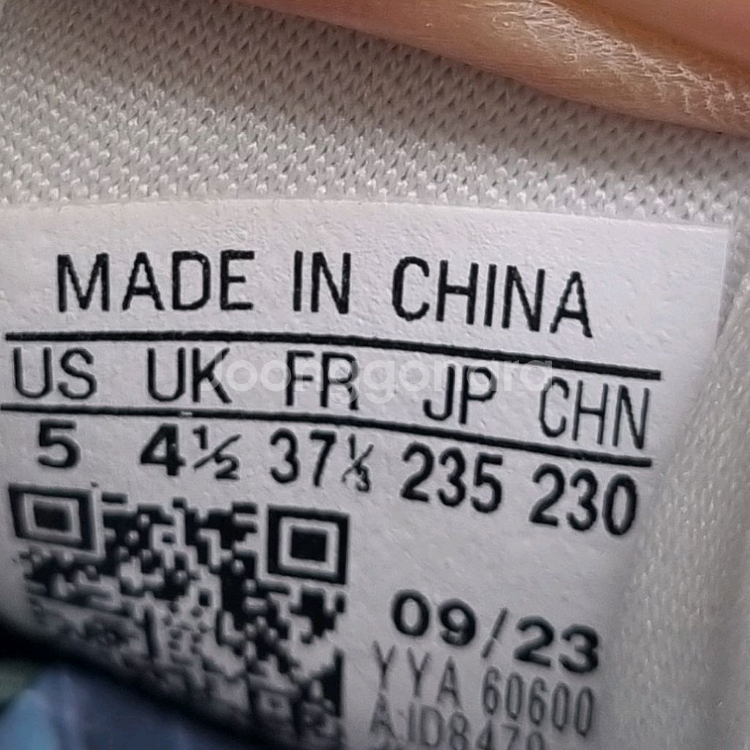 MADE IN CHINA
US UK FR JP CHN
Joonggonara
5 4½ 37⅓ 235 230
09/23
YYA 60600